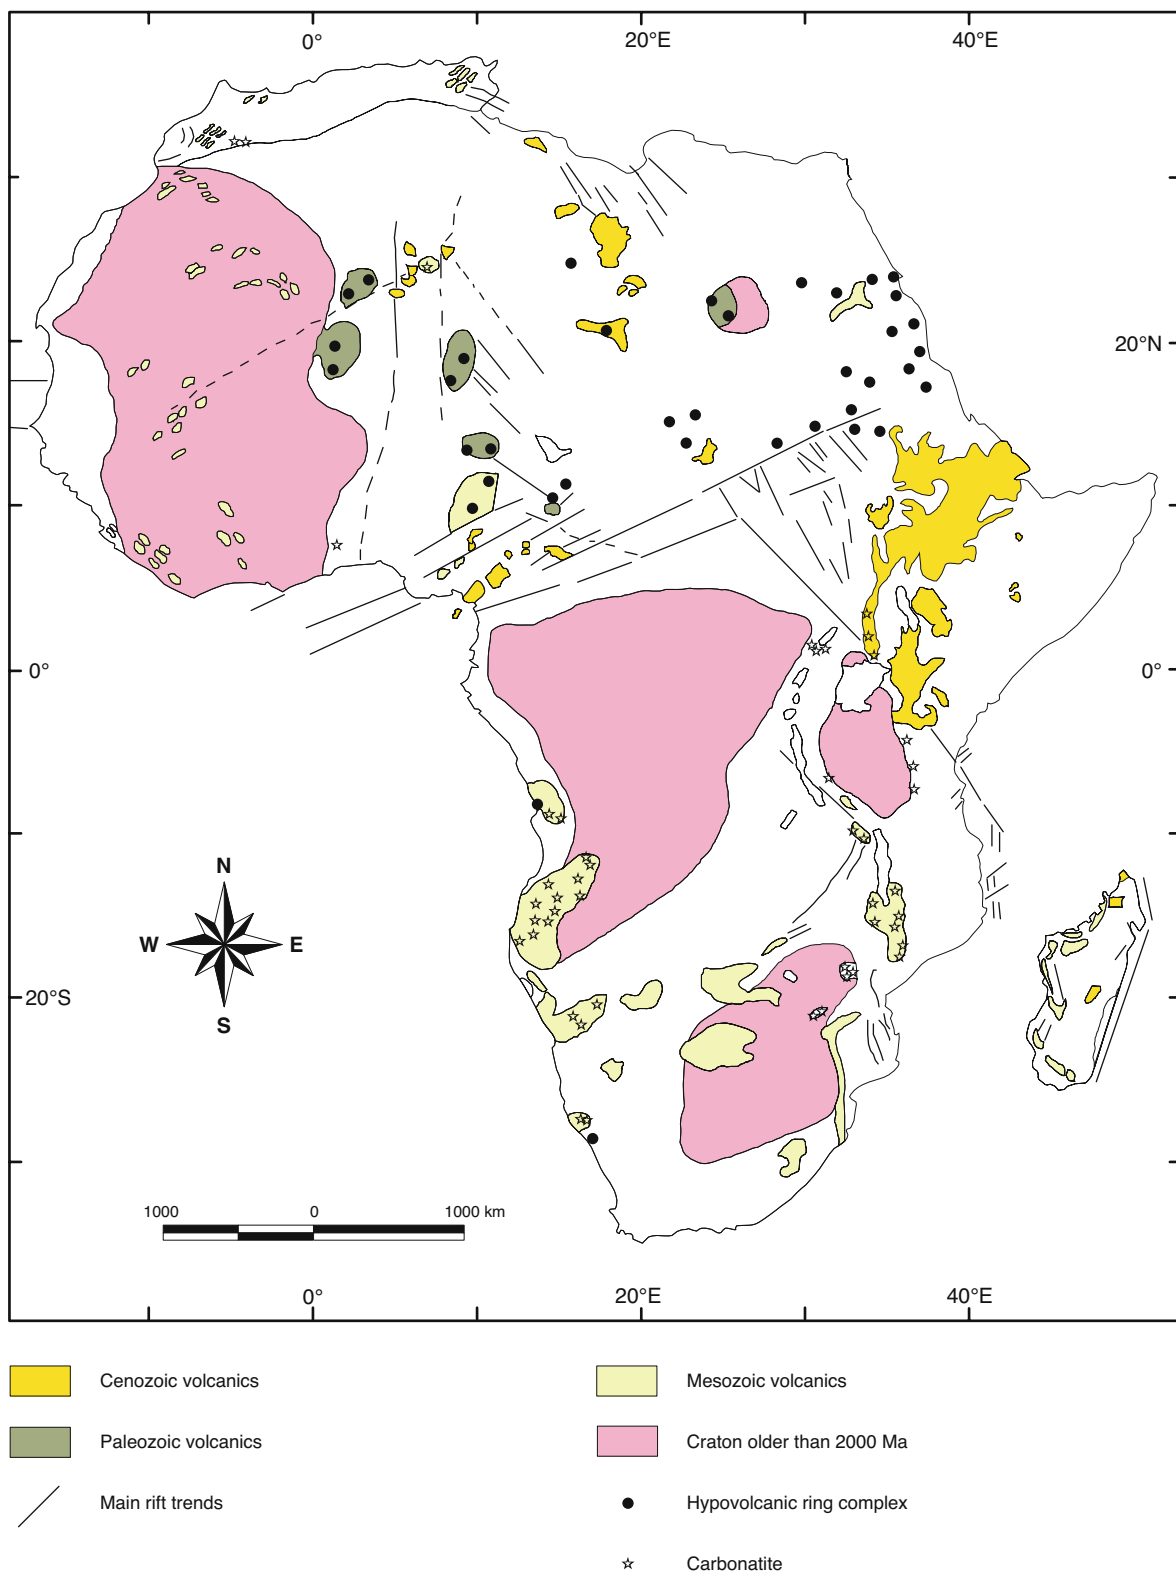 0° 20°E 40°E
20°N
0° 0°
N
W E
S
20°S
1000 0 1000 km
0° 20°E 40°E
Cenozoic volcanics Mesozoic volcanics
Paleozoic volcanics Craton older than 2000 Ma
Main rift trends Hypovolcanic ring complex
Carbonatite